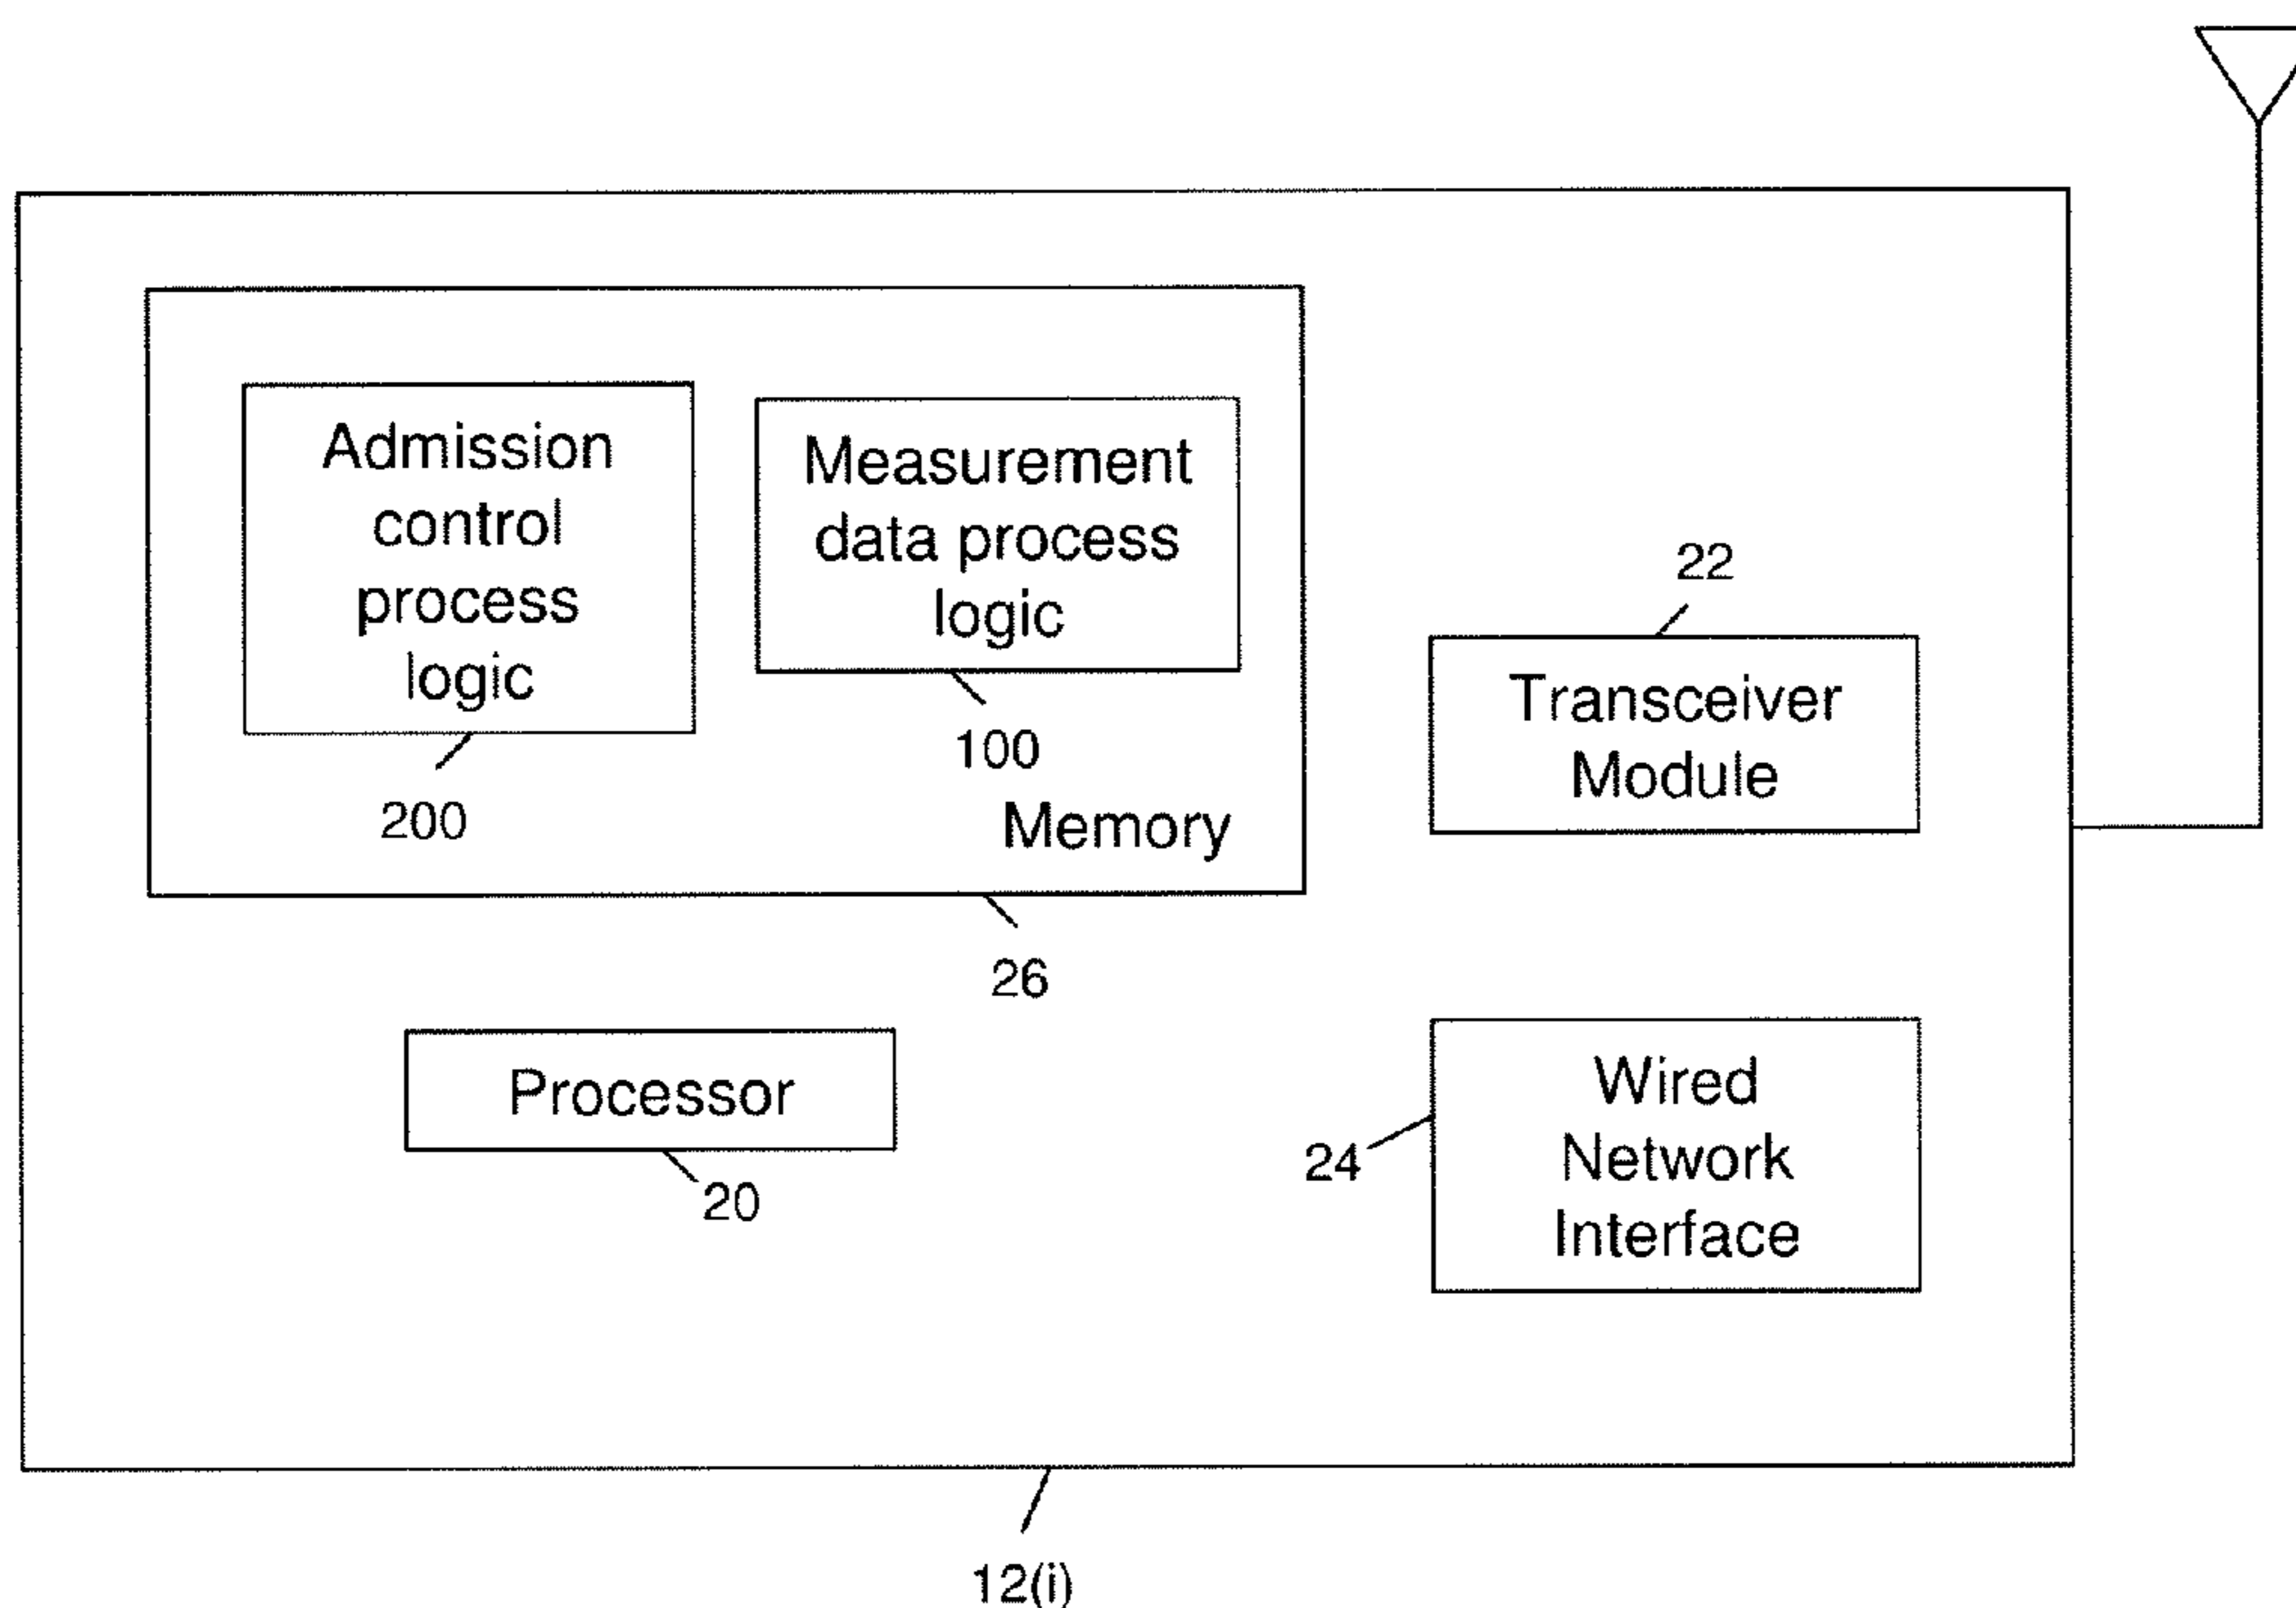 Admission
control
process
logic
200
Measurement
data process
logic
100
Memory
26
22
Transceiver
Module
Processor
20
24
Wired
Network
Interface
12(i)